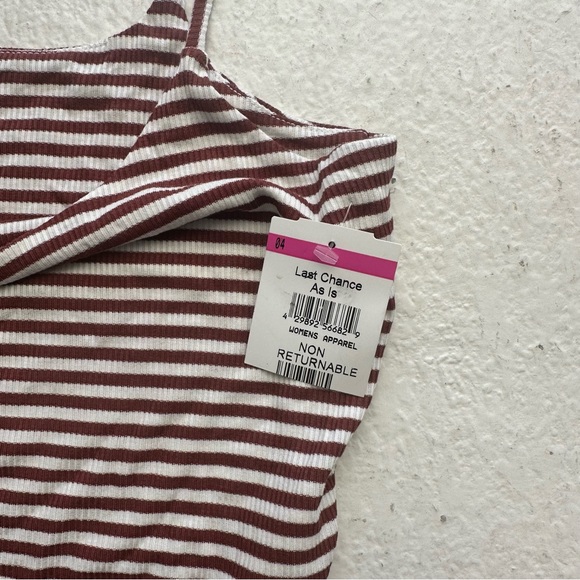 04
Last Chance
As Is
4 29892 56682 9
WOMENS APPAREL
NON
RETURNABLE